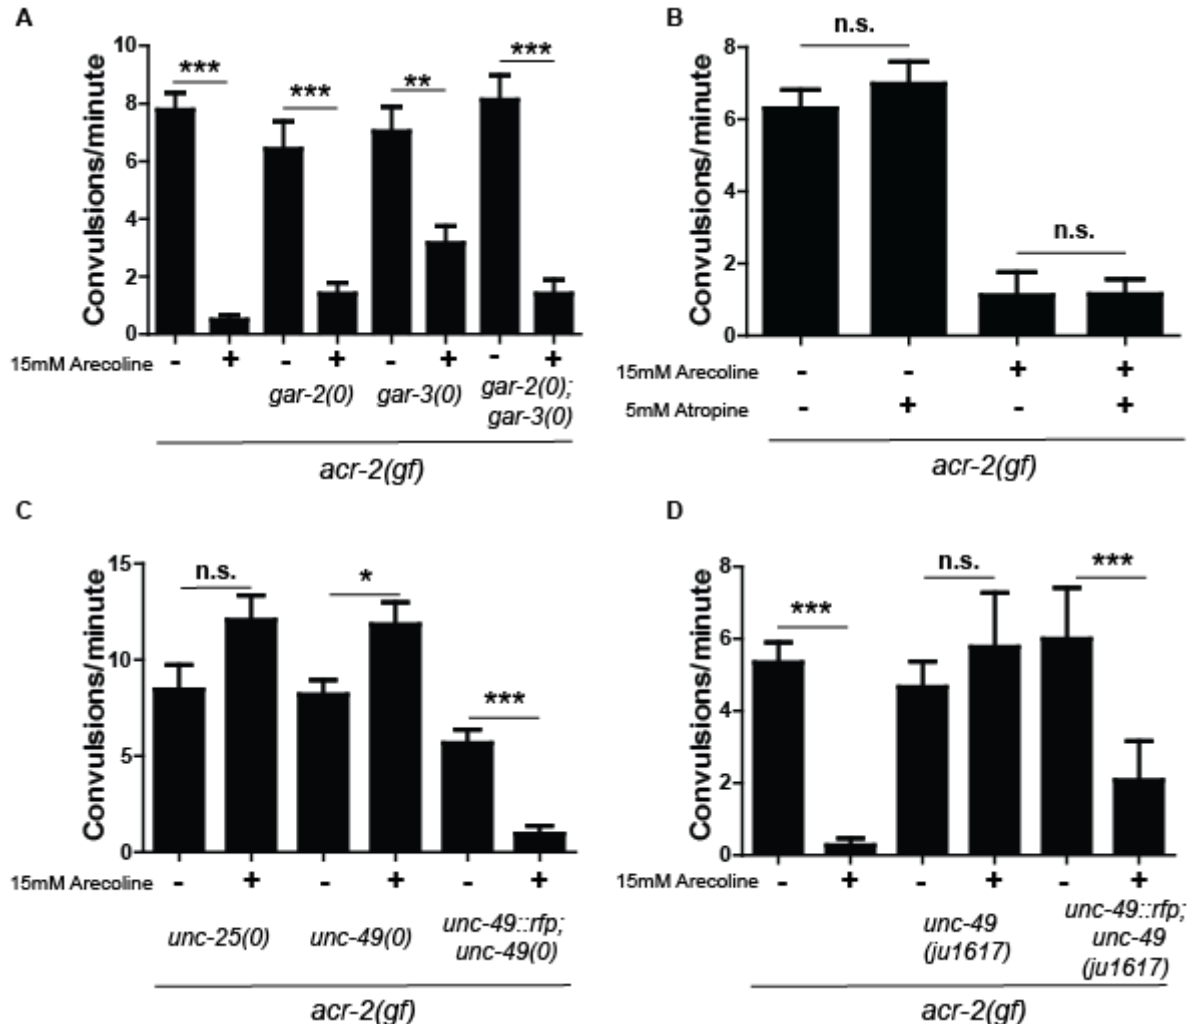 A
Convulsions/minute
10
8
6
4
2
0
*** *** ** ***
15mM Arecoline - + - + - + - +
gar-2(0) gar-3(0) gar-2(0);
gar-3(0)
acr-2(gf)
B
Convulsions/minute
8
6
4
2
0
n.s.
n.s.
15mM Arecoline - - + +
5mM Atropine - + - +
acr-2(gf)
C
Convulsions/minute
15
10
5
0
n.s. * ***
15mM Arecoline - + - + - +
unc-25(0) unc-49(0) unc-49::rfp;
unc-49(0)
acr-2(gf)
D
Convulsions/minute
8
6
4
2
0
*** n.s. ***
15mM Arecoline - + - + - +
unc-49
(ju1617)
unc-49::rfp;
unc-49
(ju1617)
acr-2(gf)